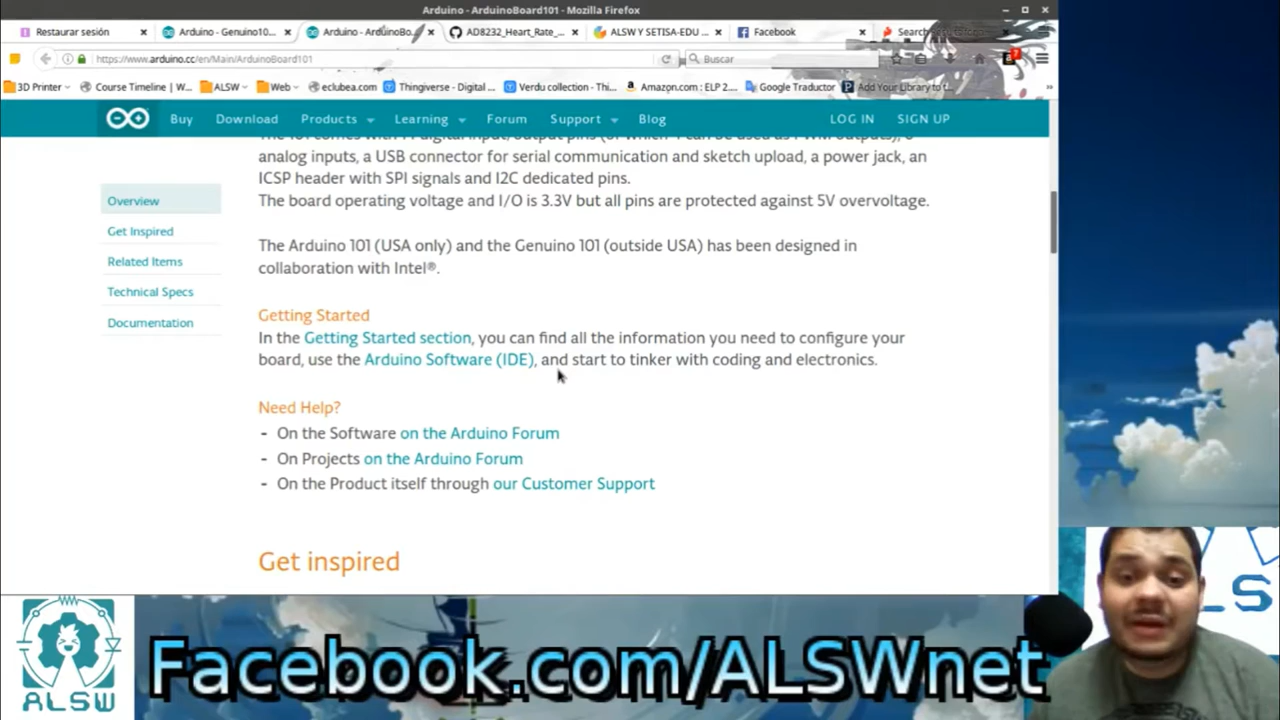 Arduino - ArduinoBoard101 - Mozilla Firefox
Restaurar sesión
Arduino - Genuino10...
Arduino - ArduinoBo...
AD8232_Heart_Rate_...
ALSW Y SETISA-EDU ...
Facebook
https://www.arduino.cc/en/Main/ArduinoBoard101
Buscar
3D Printer
Course Timeline | W...
ALSW
Web
eclubea.com
Thingiverse - Digital ...
Verdu collection - Thi...
Amazon.com : ELP 2....
Google Traductor
Add Your Library to t...
Buy
Download
Products
Learning
Forum
Support
Blog
LOG IN
SIGN UP
Overview
Get Inspired
Related Items
Technical Specs
Documentation
analog inputs, a USB connector for serial communication and sketch upload, a power jack, an
ICSP header with SPI signals and I2C dedicated pins.
The board operating voltage and I/O is 3.3V but all pins are protected against 5V overvoltage.
The Arduino 101 (USA only) and the Genuino 101 (outside USA) has been designed in
collaboration with Intel®.
Getting Started
In the Getting Started section, you can find all the information you need to configure your
board, use the Arduino Software (IDE), and start to tinker with coding and electronics.
Need Help?
- On the Software on the Arduino Forum
- On Projects on the Arduino Forum
- On the Product itself through our Customer Support
Get inspired
ALSW
Facebook.com/ALSWnet